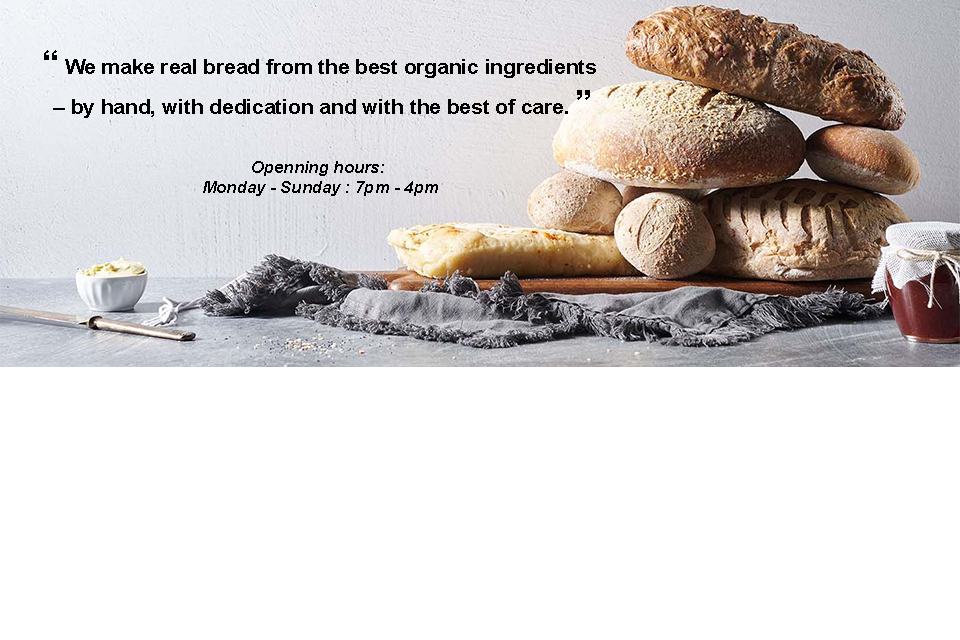 “ We make real bread from the best organic ingredients
– by hand, with dedication and with the best of care. ”
Openning hours:
Monday - Sunday : 7pm - 4pm